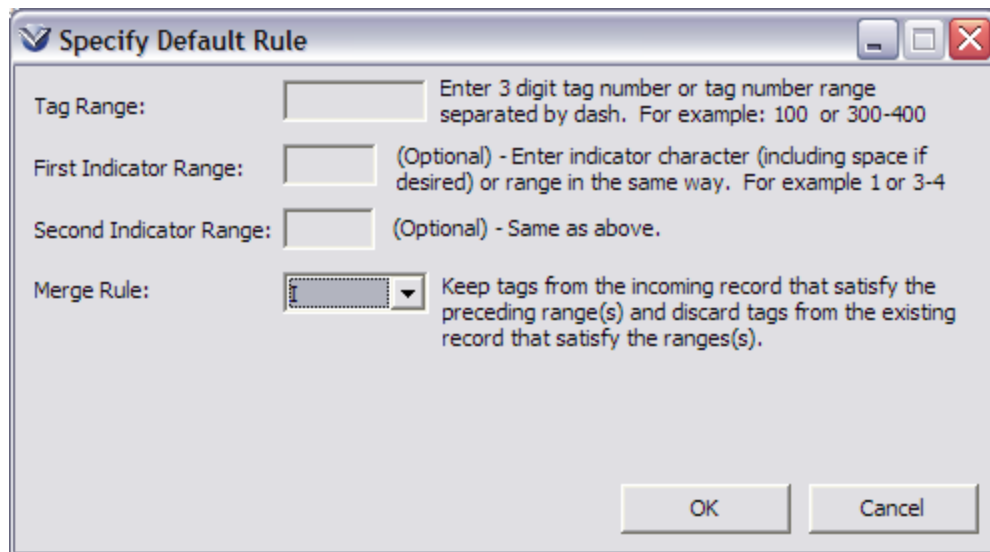 Specify Default Rule
Tag Range:
Enter 3 digit tag number or tag number range
separated by dash.  For example: 100  or 300-400
First Indicator Range:
(Optional) - Enter indicator character (including space if
desired) or range in the same way.  For example 1 or 3-4
Second Indicator Range:
(Optional) - Same as above.
Merge Rule:
I
Keep tags from the incoming record that satisfy the
preceding range(s) and discard tags from the existing
record that satisfy the ranges(s).
OK
Cancel